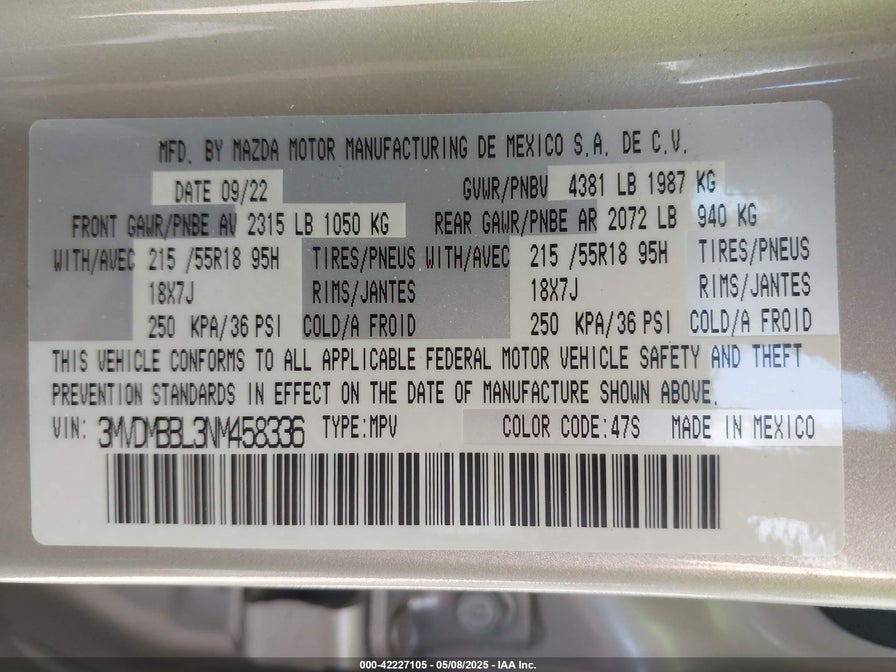 MFD. BY MAZDA MOTOR MANUFACTURING DE MEXICO S.A. DE C.V.
DATE 09/22 GVWR/PNBV 4381 LB 1987 KG
FRONT GAWR/PNBE AV 2315 LB 1050 KG REAR GAWR/PNBE AR 2072 LB 940 KG
WITH/AVEC 215 /55R18 95H TIRES/PNEUS WITH/AVEC 215 /55R18 95H TIRES/PNEUS
18X7J RIMS/JANTES 18X7J RIMS/JANTES
250 KPA/36 PSI COLD/A FROID 250 KPA/36 PSI COLD/A FROID
THIS VEHICLE CONFORMS TO ALL APPLICABLE FEDERAL MOTOR VEHICLE SAFETY AND THEFT
PREVENTION STANDARDS IN EFFECT ON THE DATE OF MANUFACTURE SHOWN ABOVE.
VIN: 3MVDMBBL3NM458336 TYPE:MPV COLOR CODE:47S MADE IN MEXICO
000-42227105 - 05/08/2025 - IAA Inc.